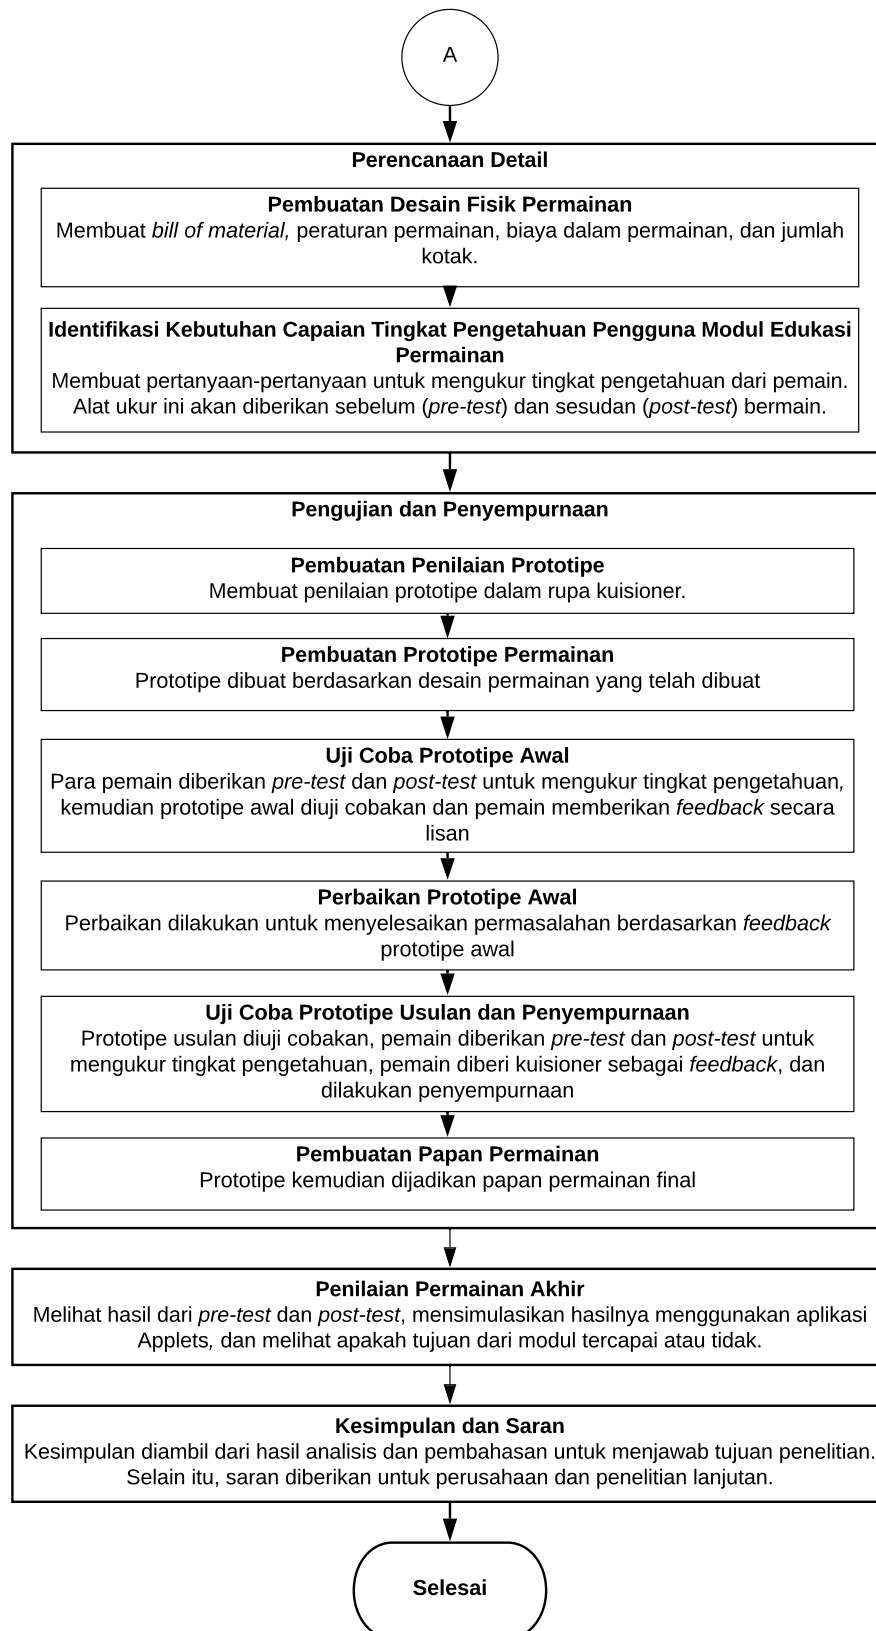 A
Perencanaan Detail
Pembuatan Desain Fisik Permainan
Membuat bill of material, peraturan permainan, biaya dalam permainan, dan jumlah
kotak.
Identifikasi Kebutuhan Capaian Tingkat Pengetahuan Pengguna Modul Edukasi
Permainan
Membuat pertanyaan-pertanyaan untuk mengukur tingkat pengetahuan dari pemain.
Alat ukur ini akan diberikan sebelum (pre-test) dan sesudan (post-test) bermain.
Pengujian dan Penyempurnaan
Pembuatan Penilaian Prototipe
Membuat penilaian prototipe dalam rupa kuisioner.
Pembuatan Prototipe Permainan
Prototipe dibuat berdasarkan desain permainan yang telah dibuat
Uji Coba Prototipe Awal
Para pemain diberikan pre-test dan post-test untuk mengukur tingkat pengetahuan,
kemudian prototipe awal diuji cobakan dan pemain memberikan feedback secara
lisan
Perbaikan Prototipe Awal
Perbaikan dilakukan untuk menyelesaikan permasalahan berdasarkan feedback
prototipe awal
Uji Coba Prototipe Usulan dan Penyempurnaan
Prototipe usulan diuji cobakan, pemain diberikan pre-test dan post-test untuk
mengukur tingkat pengetahuan, pemain diberi kuisioner sebagai feedback, dan
dilakukan penyempurnaan
Pembuatan Papan Permainan
Prototipe kemudian dijadikan papan permainan final
Penilaian Permainan Akhir
Melihat hasil dari pre-test dan post-test, mensimulasikan hasilnya menggunakan aplikasi
Applets, dan melihat apakah tujuan dari modul tercapai atau tidak.
Kesimpulan dan Saran
Kesimpulan diambil dari hasil analisis dan pembahasan untuk menjawab tujuan penelitian.
Selain itu, saran diberikan untuk perusahaan dan penelitian lanjutan.
Selesai